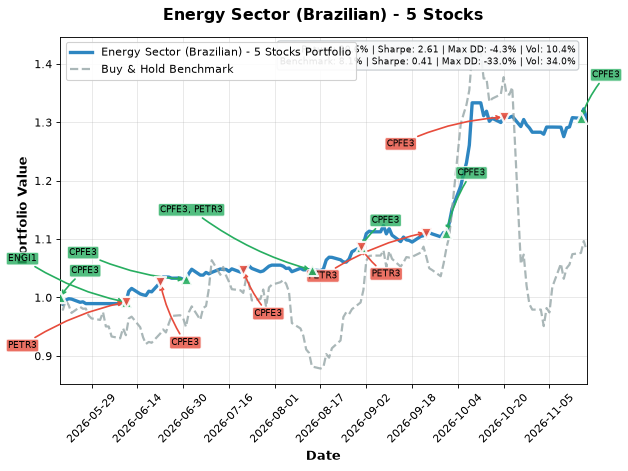 Energy Sector (Brazilian) - 5 Stocks
Energy Sector (Brazilian) - 5 Stocks Portfolio
Buy & Hold Benchmark
5% | Sharpe: 2.61 | Max DD: -4.3% | Vol: 10.4%
Benchmark: 8.1% | Sharpe: 0.41 | Max DD: -33.0% | Vol: 34.0%
CPFE3
1.4
1.3
CPFE3
1.2
CPFE3
CPFE3, PETR3
CPFE3
1.1
CPFE3
ENGI1
CPFE3
PETR3
PETR3
1.0
CPFE3
PETR3
CPFE3
0.9
Portfolio Value
2026-05-29
2026-06-14
2026-06-30
2026-07-16
2026-08-01
2026-08-17
2026-09-02
2026-09-18
2026-10-04
2026-10-20
2026-11-05
Date